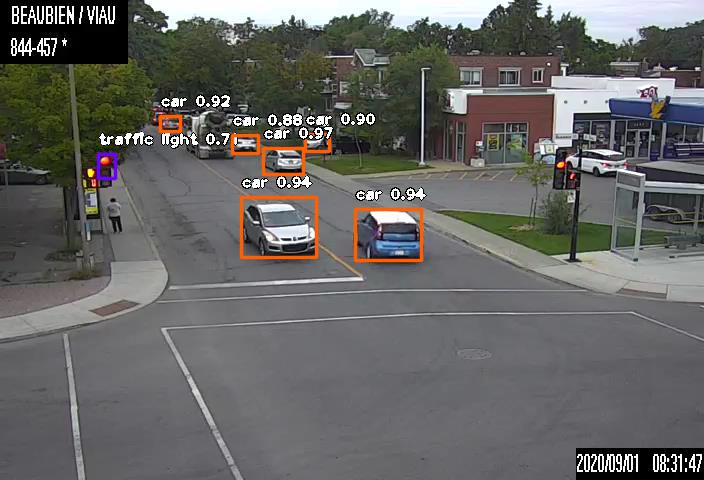 BEAUBIEN / VIAU
844-457 *
car 0.92
car 0.88
car 0.90
car 0.97
traffic light 0.7
car 0.94
car 0.94
2020/09/01 08:31:47